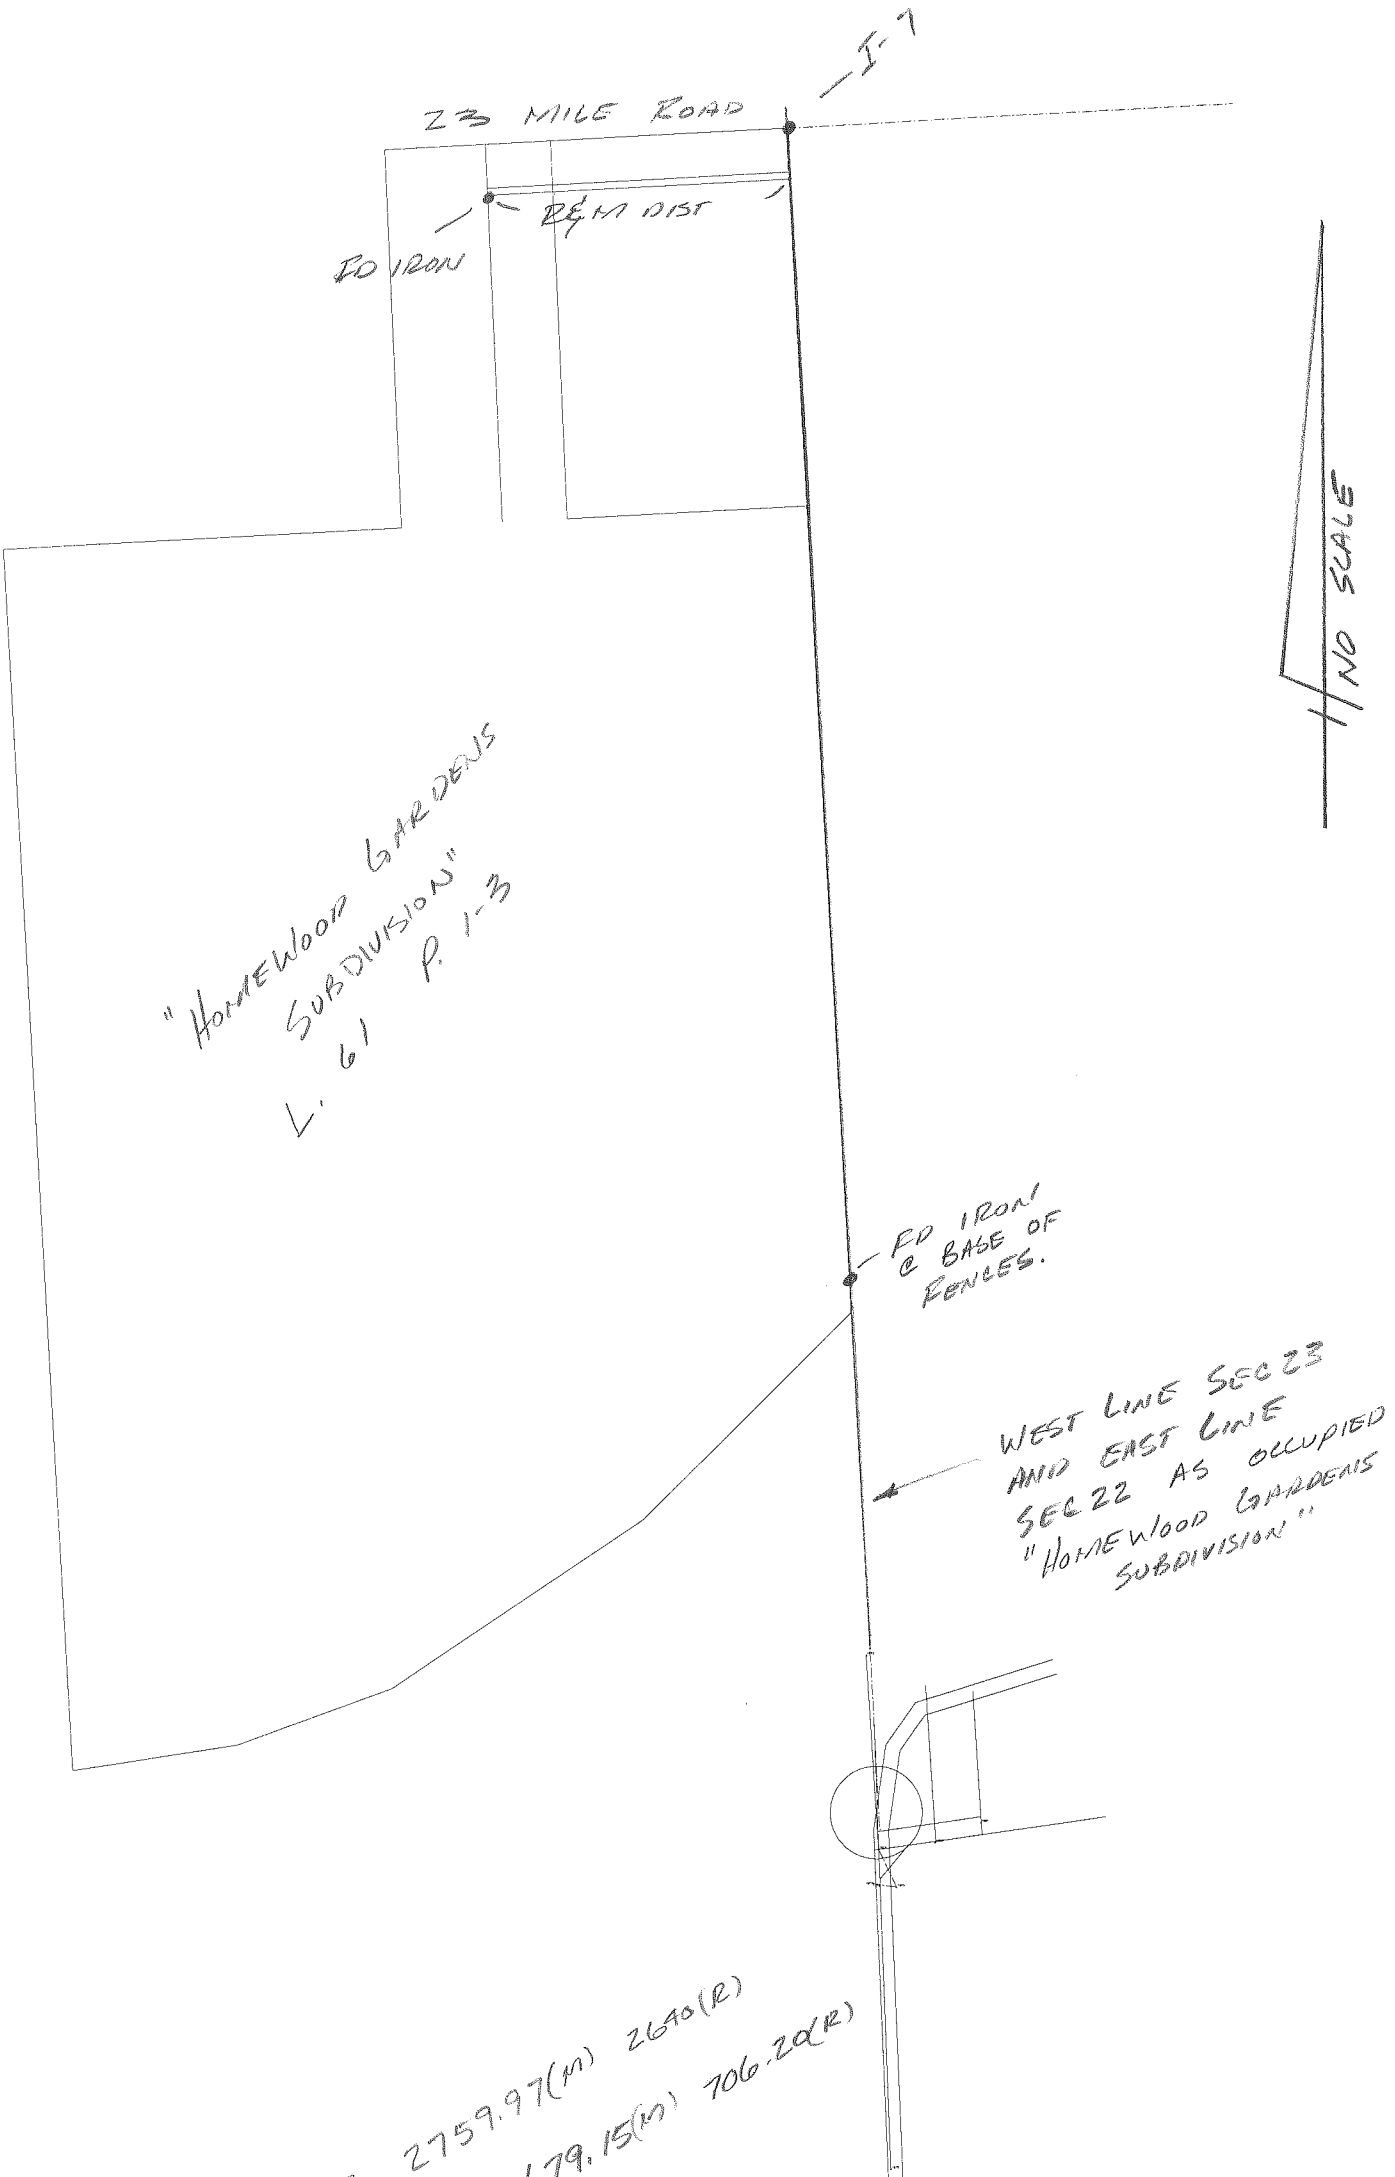 I-7
23 MILE ROAD
R&M DIST
FD IRON
NO SCALE
"HOMEWOOD GARDENS
SUBDIVISION"
L. 61 P. 1-3
FD IRON
@ BASE OF
FENCES.
WEST LINE SEC 23
AND EAST LINE
SEC 22 AS OCCUPIED
"HOMEWOOD GARDENS
SUBDIVISION"
2759.97(M) 2640(R)
79.15(M) 706.20(R)